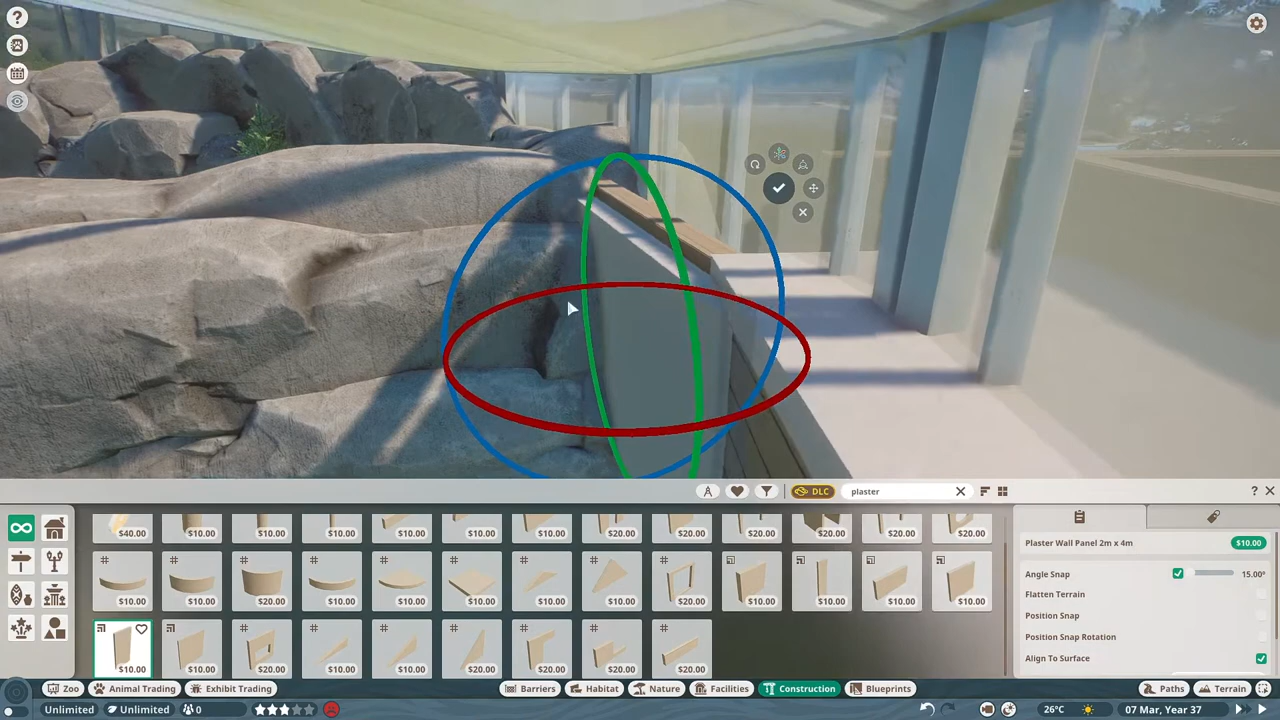 DLC
plaster
?
$40.00 $10.00 $10.00 $10.00 $10.00 $10.00 $10.00 $20.00 $20.00 $20.00 $20.00 $20.00 $20.00
$10.00 $10.00 $20.00 $10.00 $10.00 $10.00 $10.00 $10.00 $20.00 $10.00 $10.00 $10.00 $10.00
$10.00 $10.00 $20.00 $10.00 $10.00 $20.00 $20.00 $20.00 $20.00
Plaster Wall Panel 2m x 4m $10.00
Angle Snap 15.00°
Flatten Terrain
Position Snap
Position Snap Rotation
Align To Surface
Zoo Animal Trading Exhibit Trading Barriers Habitat Nature Facilities Construction Blueprints Paths Terrain
Unlimited Unlimited 0 26°C 07 Mar, Year 37